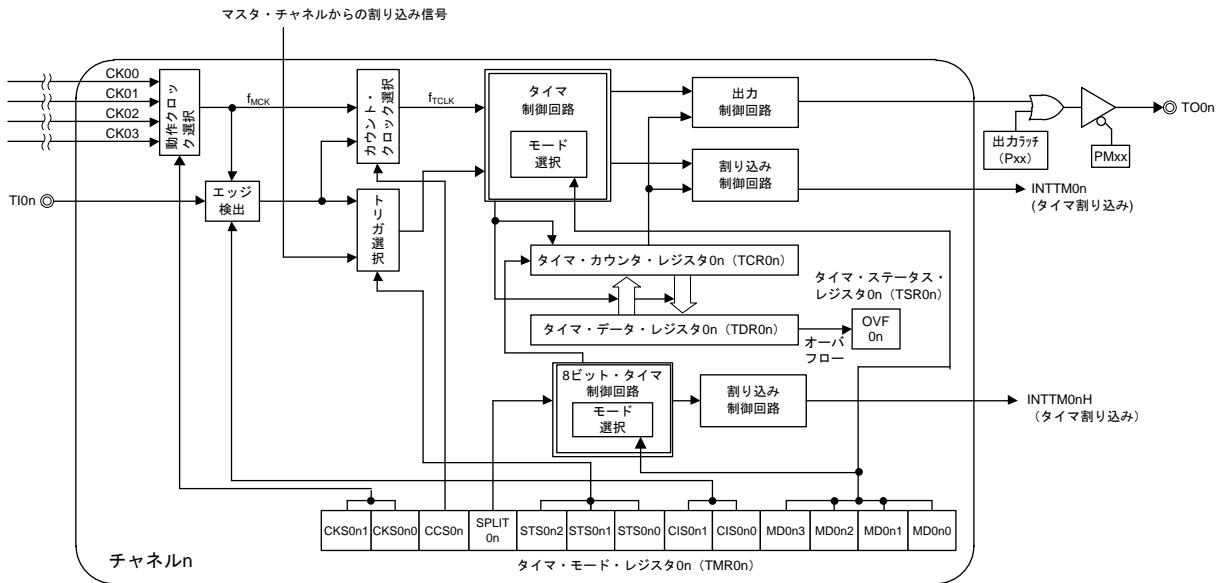 マスタ・チャネルからの割り込み信号
CK00
CK01
CK02
CK03
動作クロッ
ク選択
fMCK
カウント・
クロック選択
fTCLK
タイマ
制御回路
モード
選択
出力
制御回路
出力ラッチ
(Pxx)
PMxx
TO0n
割り込み
制御回路
INTTM0n
(タイマ割り込み)
TI0n
エッジ
検出
トリガ選択
タイマ・カウンタ・レジスタ0n(TCR0n)
タイマ・ステータス・
レジスタ0n(TSR0n)
タイマ・データ・レジスタ0n(TDR0n)
オーバ
フロー
OVF
0n
8ビット・タイマ
制御回路
モード
選択
割り込み
制御回路
INTTM0nH
(タイマ割り込み)
CKS0n1 CKS0n0 CCS0n SPLIT
0n STS0n2 STS0n1 STS0n0 CIS0n1 CIS0n0 MD0n3 MD0n2 MD0n1 MD0n0
チャネルn
タイマ・モード・レジスタ0n(TMR0n)